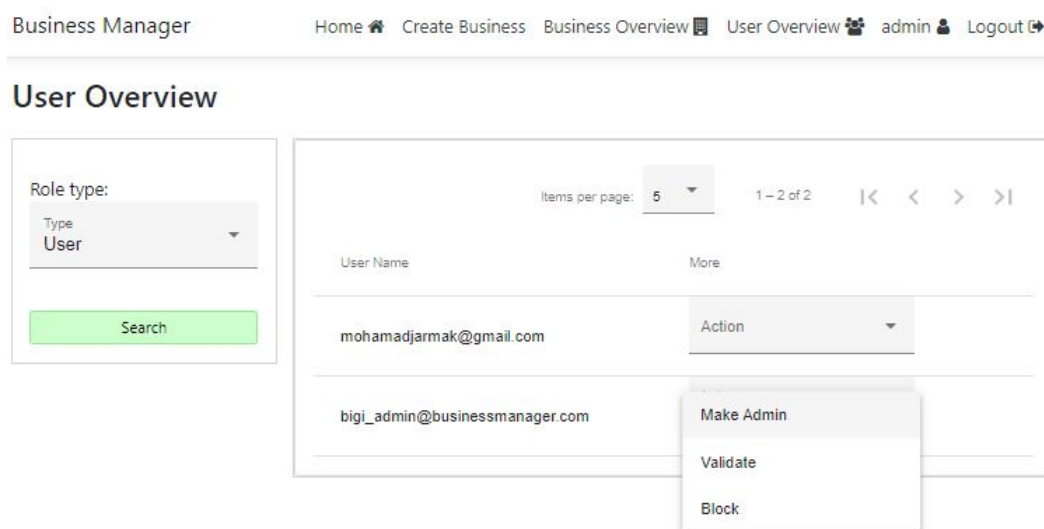 Business Manager Home Create Business Business Overview User Overview admin Logout
User Overview
Role type:
Type
User
Search
Items per page: 5 1 – 2 of 2
User Name More
mohamadjarmak@gmail.com Action
bigi_admin@businessmanager.com
Make Admin
Validate
Block